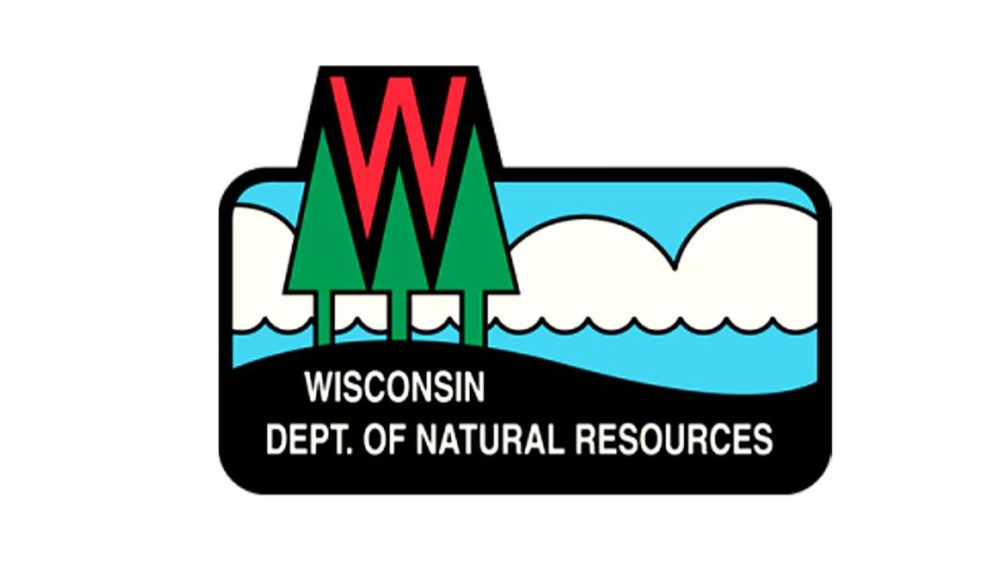 W
WISCONSIN
DEPT. OF NATURAL RESOURCES